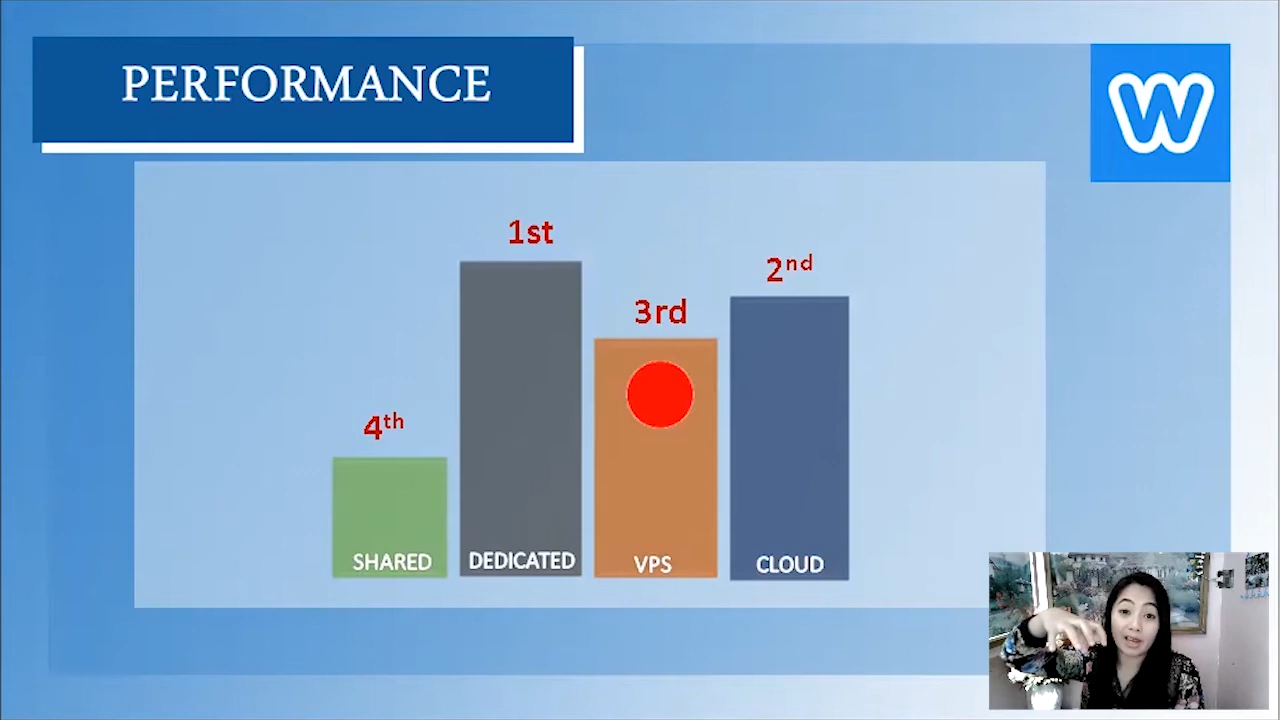 PERFORMANCE
W
1st
2nd
3rd
4th
SHARED
DEDICATED
VPS
CLOUD